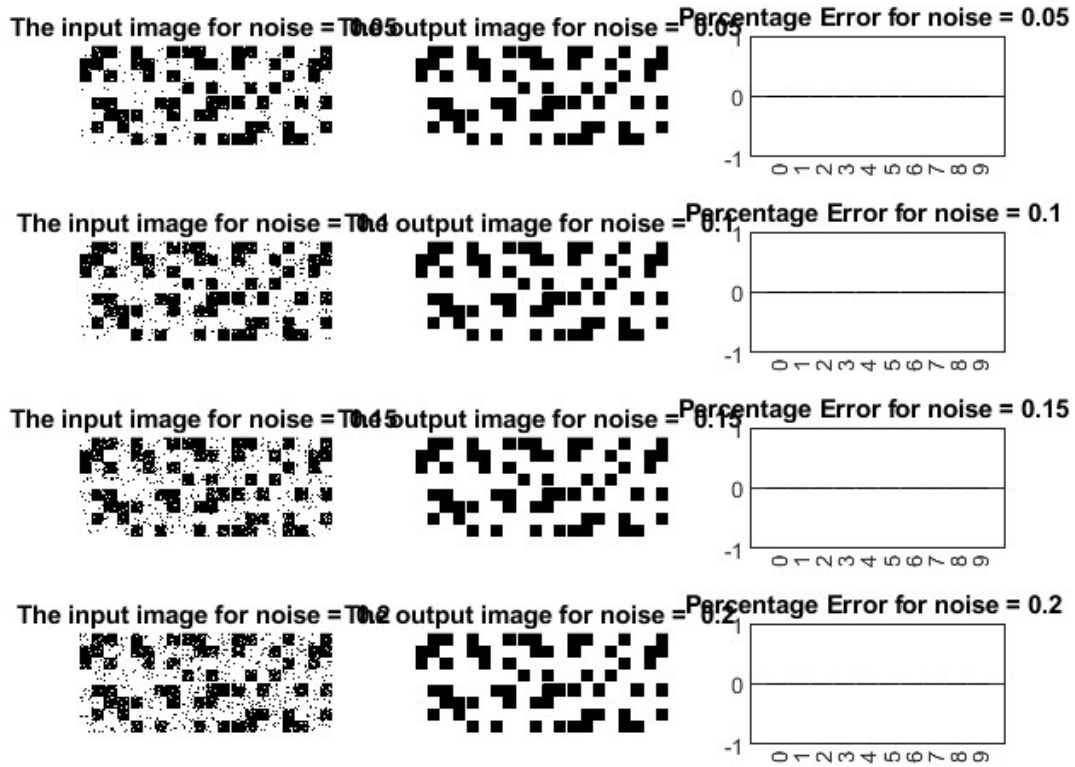 The input image for noise = 0.05
The output image for noise = 0.05
Percentage Error for noise = 0.05
1
0
-1
0 1 2 3 4 5 6 7 8 9
The input image for noise = 0.1
The output image for noise = 0.1
Percentage Error for noise = 0.1
1
0
-1
0 1 2 3 4 5 6 7 8 9
The input image for noise = 0.15
The output image for noise = 0.15
Percentage Error for noise = 0.15
1
0
-1
0 1 2 3 4 5 6 7 8 9
The input image for noise = 0.2
The output image for noise = 0.2
Percentage Error for noise = 0.2
1
0
-1
0 1 2 3 4 5 6 7 8 9